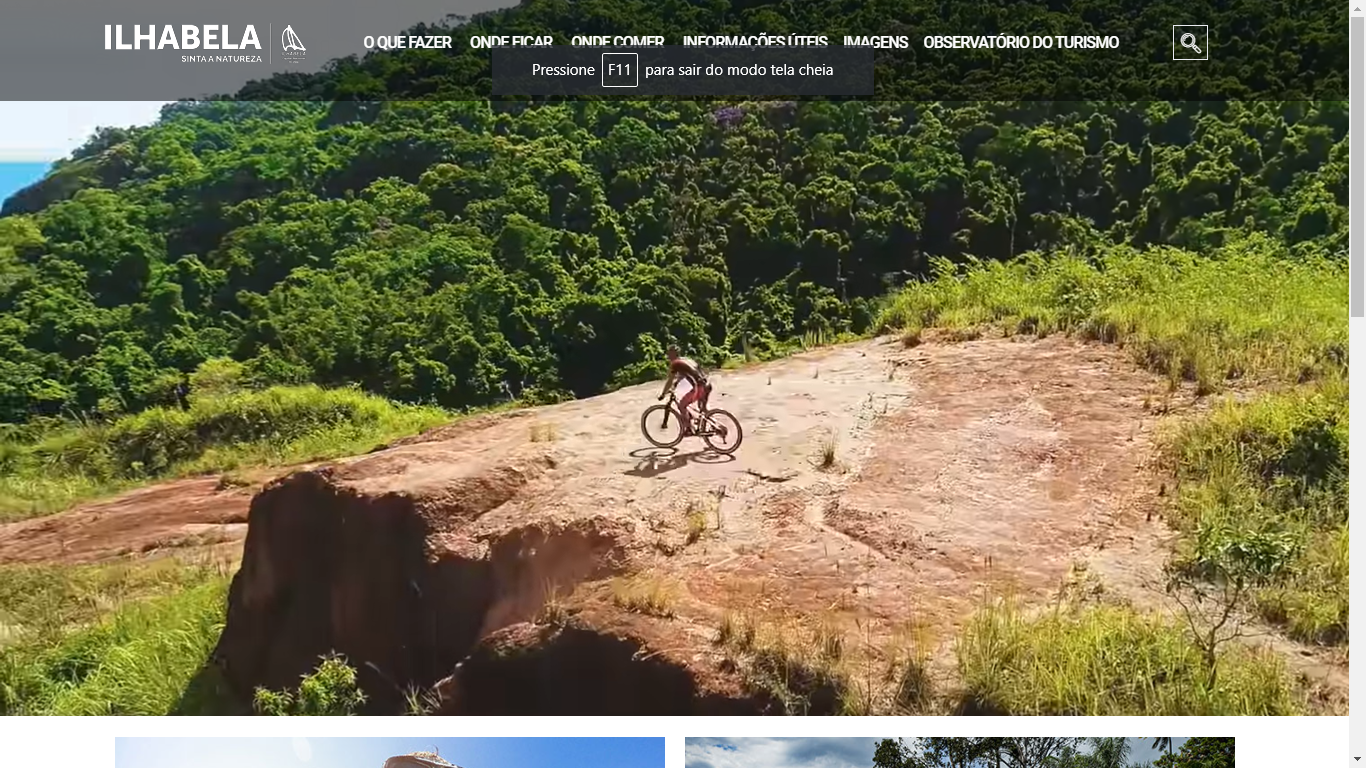 ILHABELA
SINTA A NATUREZA
O QUE FAZER ONDE FICAR ONDE COMER INFORMAÇÕES ÚTEIS IMAGENS OBSERVATÓRIO DO TURISMO
Pressione F11 para sair do modo tela cheia